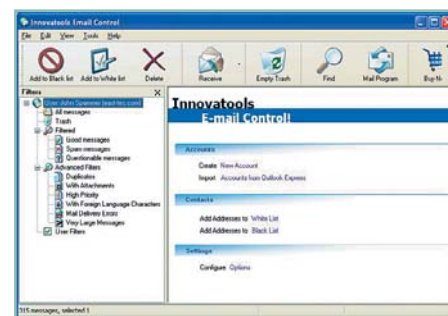 Innovatools Email Control
File Edit View Tools Help
Add to Black list Add to White list Delete Receive Empty Trash Find Mail Program Buy
Filters
All messages
Trash
Filtered
Good messages
Spam messages
Questionable messages
Advanced Filters
Duplicates
With Attachments
High Priority
With Foreign Language Characters
Mail Delivery Errors
Very Large Messages
User Filters
Innovatools
E-mail Control!
Accounts
Create New Account
Import Accounts from Outlook Express
Contacts
Add Addresses to White List
Add Addresses to Black List
Settings
Configure Options
315 messages, selected 1